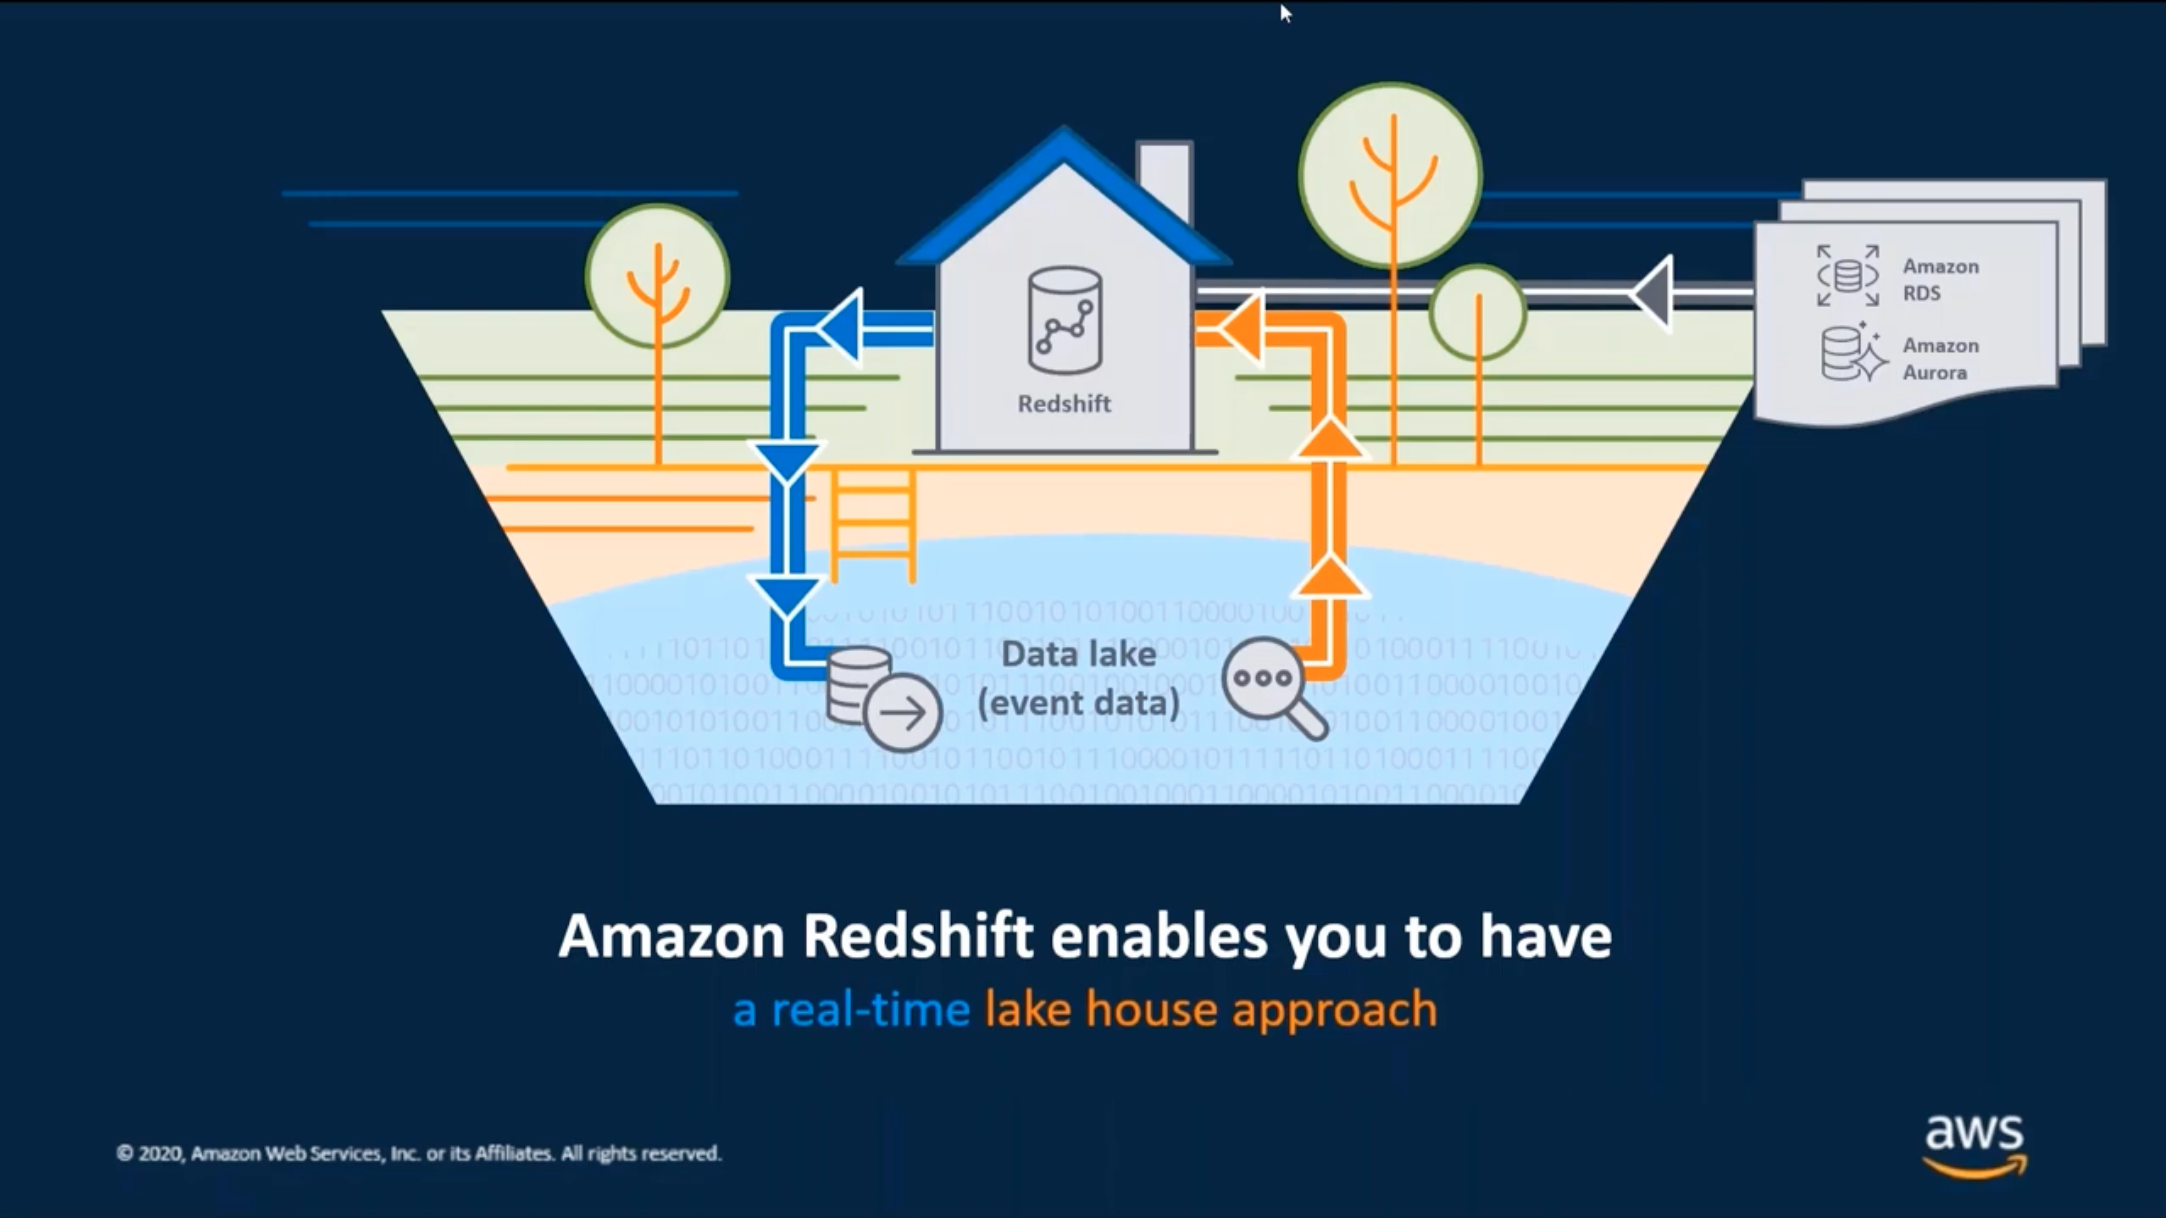 Amazon
RDS
Amazon
Aurora
Redshift
Data lake
(event data)
Amazon Redshift enables you to have
a real-time lake house approach
© 2020, Amazon Web Services, Inc. or its Affiliates. All rights reserved.
aws